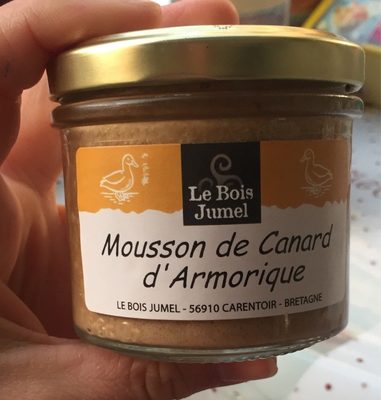 Le Bois
Jumel
Mousson de Canard
d'Armorique
LE BOIS JUMEL - 56910 CARENTOIR - BRETAGNE